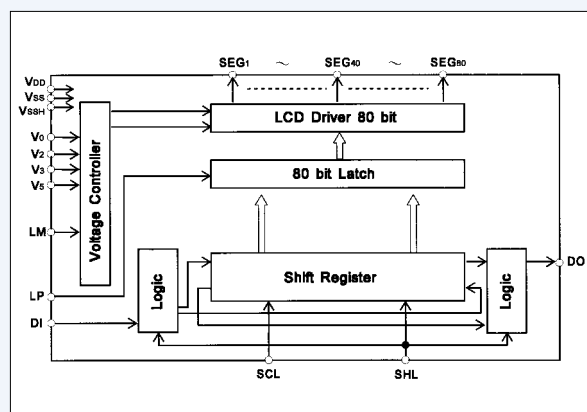 SEG1 ~ SEG40 ~ SEG80
VDD
VSS
VSSH
V0
V2
V3
V5
LM
LP
DI
Voltage Controller
LCD Driver 80 bit
80 bit Latch
Logic
Shift Register
Logic
DO
SCL SHL